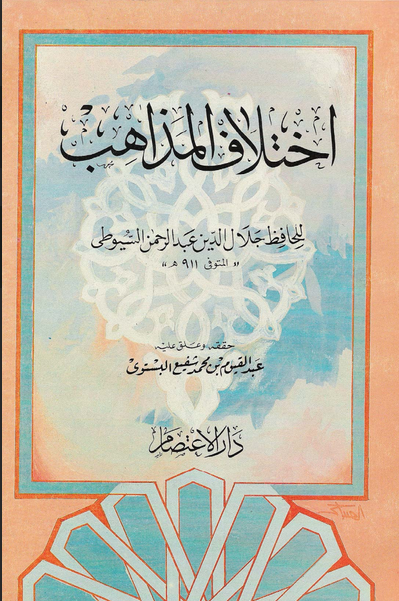 اختلاف المذاهب
للحافظ جلال الدين عبد الرحمن السيوطي
« المتوفى ٩١١ هـ »
حققه وعلق عليه
عبد القيوم بن محمد شفيع البستوى
دار الاعتصام